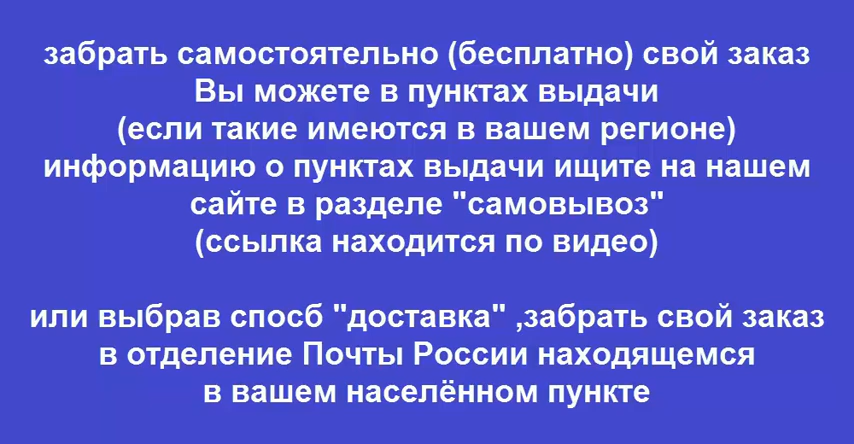 забрать самостоятельно (бесплатно) свой заказ
Вы можете в пунктах выдачи
(если такие имеются в вашем регионе)
информацию о пунктах выдачи ищите на нашем
сайте в разделе "самовывоз"
(ссылка находится по видео)
или выбрав спосб "доставка" ,забрать свой заказ
в отделение Почты России находящемся
в вашем населённом пункте